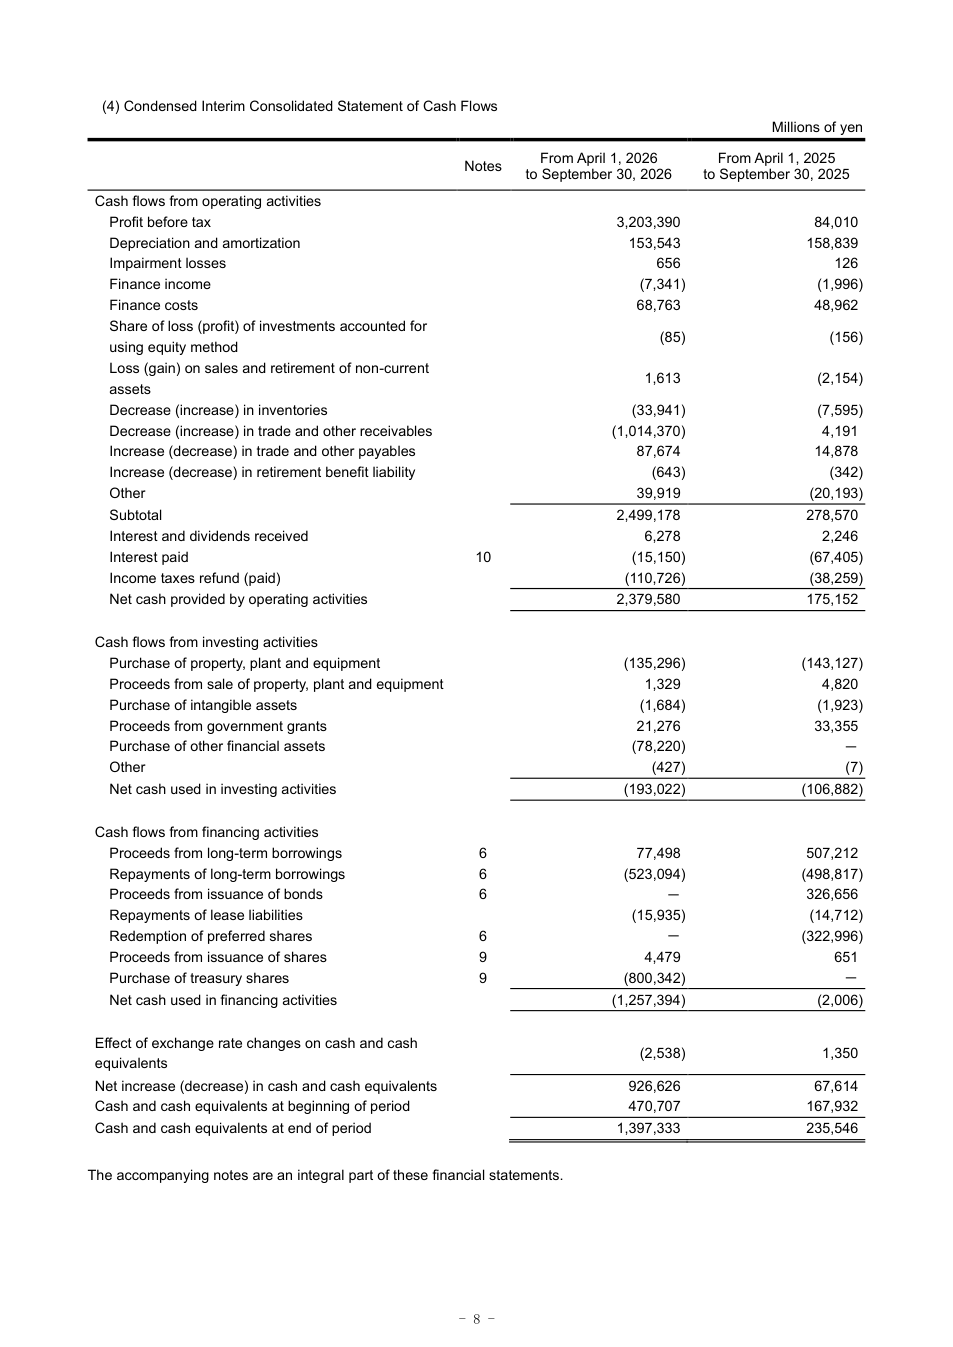 (4) Condensed Interim Consolidated Statement of Cash Flows
Millions of yen
Notes From April 1, 2026 to September 30, 2026 From April 1, 2025 to September 30, 2025
Cash flows from operating activities
Profit before tax 3,203,390 84,010
Depreciation and amortization 153,543 158,839
Impairment losses 656 126
Finance income (7,341) (1,996)
Finance costs 68,763 48,962
Share of loss (profit) of investments accounted for
using equity method (85) (156)
Loss (gain) on sales and retirement of non-current
assets 1,613 (2,154)
Decrease (increase) in inventories (33,941) (7,595)
Decrease (increase) in trade and other receivables (1,014,370) 4,191
Increase (decrease) in trade and other payables 87,674 14,878
Increase (decrease) in retirement benefit liability (643) (342)
Other 39,919 (20,193)
Subtotal 2,499,178 278,570
Interest and dividends received 6,278 2,246
Interest paid 10 (15,150) (67,405)
Income taxes refund (paid) (110,726) (38,259)
Net cash provided by operating activities 2,379,580 175,152
Cash flows from investing activities
Purchase of property, plant and equipment (135,296) (143,127)
Proceeds from sale of property, plant and equipment 1,329 4,820
Purchase of intangible assets (1,684) (1,923)
Proceeds from government grants 21,276 33,355
Purchase of other financial assets (78,220) —
Other (427) (7)
Net cash used in investing activities (193,022) (106,882)
Cash flows from financing activities
Proceeds from long-term borrowings 6 77,498 507,212
Repayments of long-term borrowings 6 (523,094) (498,817)
Proceeds from issuance of bonds 6 — 326,656
Repayments of lease liabilities (15,935) (14,712)
Redemption of preferred shares 6 — (322,996)
Proceeds from issuance of shares 9 4,479 651
Purchase of treasury shares 9 (800,342) —
Net cash used in financing activities (1,257,394) (2,006)
Effect of exchange rate changes on cash and cash
equivalents (2,538) 1,350
Net increase (decrease) in cash and cash equivalents 926,626 67,614
Cash and cash equivalents at beginning of period 470,707 167,932
Cash and cash equivalents at end of period 1,397,333 235,546
The accompanying notes are an integral part of these financial statements.
- 8 -